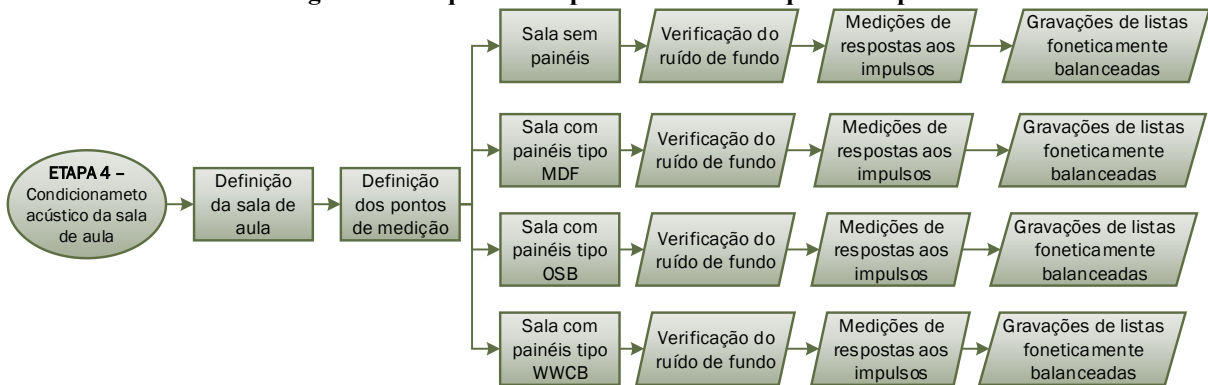 ETAPA 4 –
Condicionameto
acústico da sala
de aula
Definição
da sala de
aula
Definição
dos pontos
de medição
Sala sem
painéis
Verificação do
ruído de fundo
Medições de
respostas aos
impulsos
Gravações de listas
foneticamente
balanceadas
Sala com
painéis tipo
MDF
Verificação do
ruído de fundo
Medições de
respostas aos
impulsos
Gravações de listas
foneticamente
balanceadas
Sala com
painéis tipo
OSB
Verificação do
ruído de fundo
Medições de
respostas aos
impulsos
Gravações de listas
foneticamente
balanceadas
Sala com
painéis tipo
WWCB
Verificação do
ruído de fundo
Medições de
respostas aos
impulsos
Gravações de listas
foneticamente
balanceadas